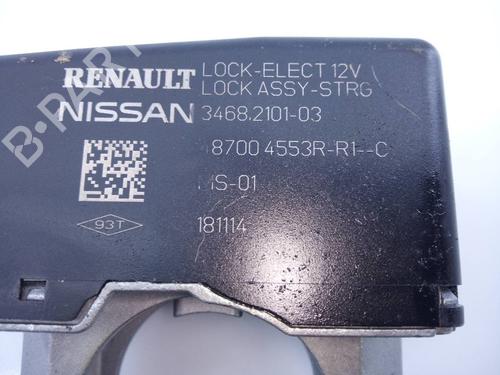 RENAULT LOCK-ELECT 12V
NISSAN LOCK ASSY-STRG
3468.2101-03
8700 4553R-R1--C
S-01
93T
181114
B-PARTS